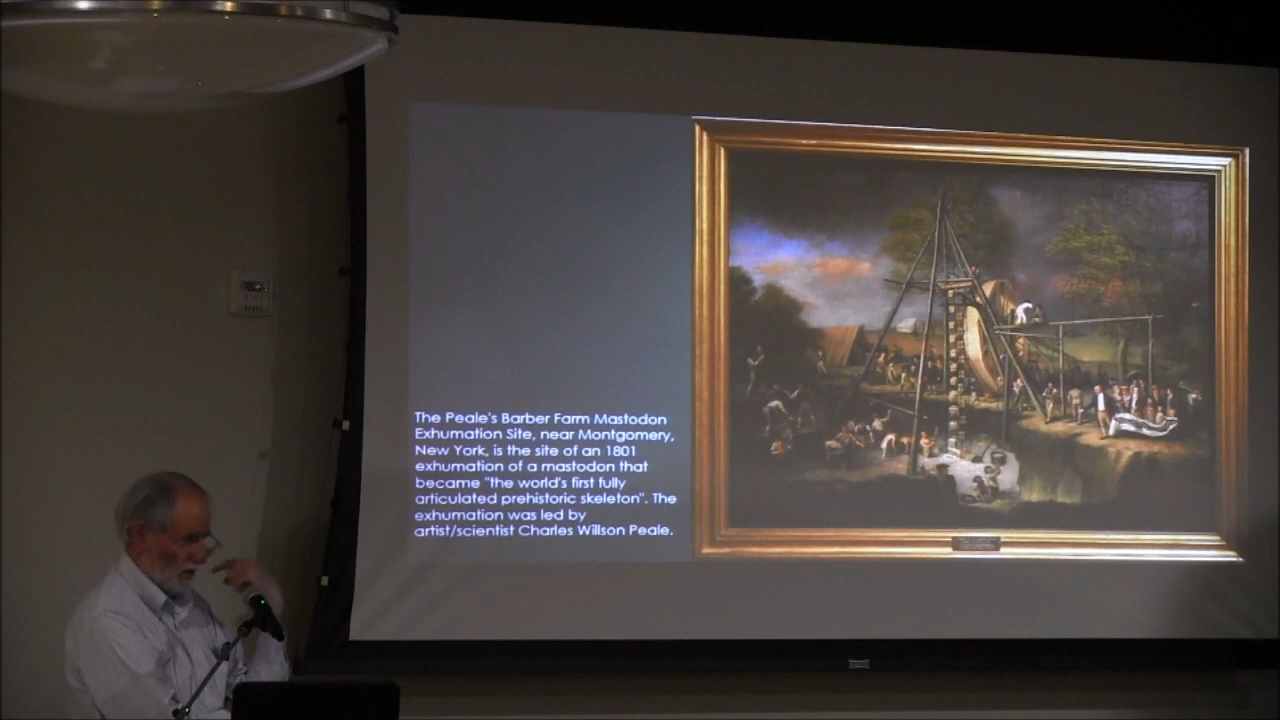 The Peale's Barber Farm Mastodon
Exhumation Site, near Montgomery,
New York, is the site of an 1801
exhumation of a mastodon that
became "the world's first fully
articulated prehistoric skeleton". The
exhumation was led by
artist/scientist Charles Willson Peale.